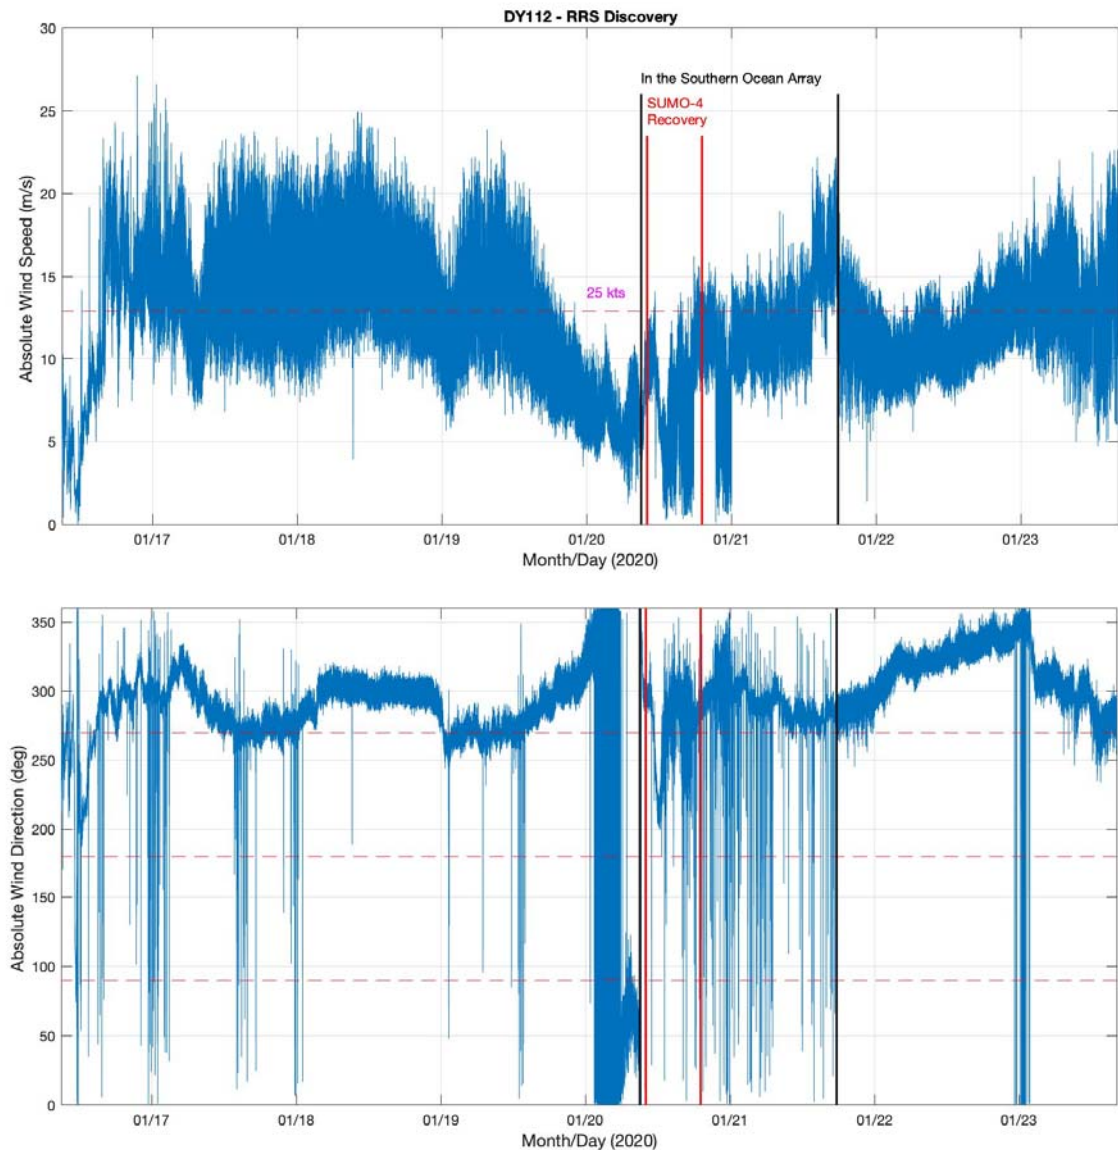 DY112 - RRS Discovery
30
25
20
15
10
5
0
Absolute Wind Speed (m/s)
In the Southern Ocean Array
SUMO-4
Recovery
25 kts
01/17 01/18 01/19 01/20 01/21 01/22 01/23
Month/Day (2020)
350
300
250
200
150
100
50
0
Absolute Wind Direction (deg)
01/17 01/18 01/19 01/20 01/21 01/22 01/23
Month/Day (2020)